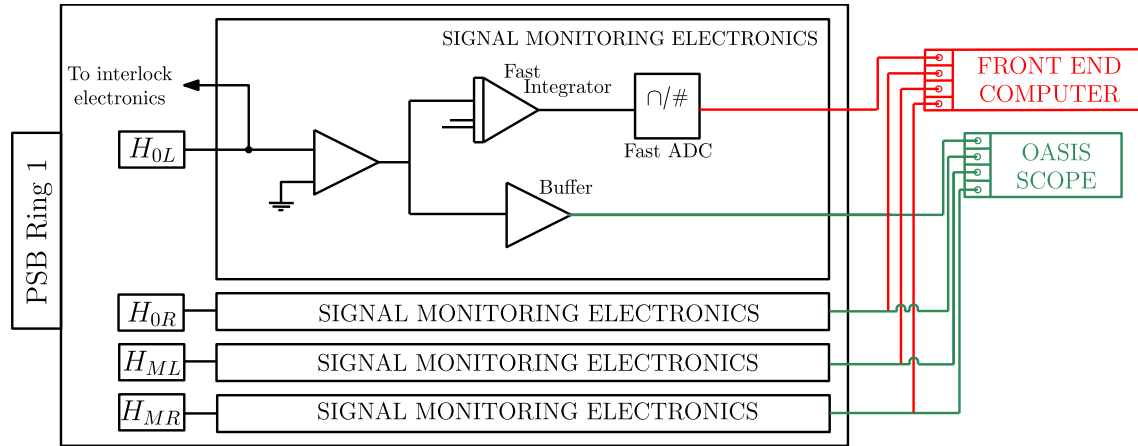 SIGNAL MONITORING ELECTRONICS
To interlock
electronics
Fast
Integrator
∩/#
Fast ADC
H0L
Buffer
PSB Ring 1
H0R
SIGNAL MONITORING ELECTRONICS
HML
SIGNAL MONITORING ELECTRONICS
HMR
SIGNAL MONITORING ELECTRONICS
FRONT END
COMPUTER
OASIS
SCOPE